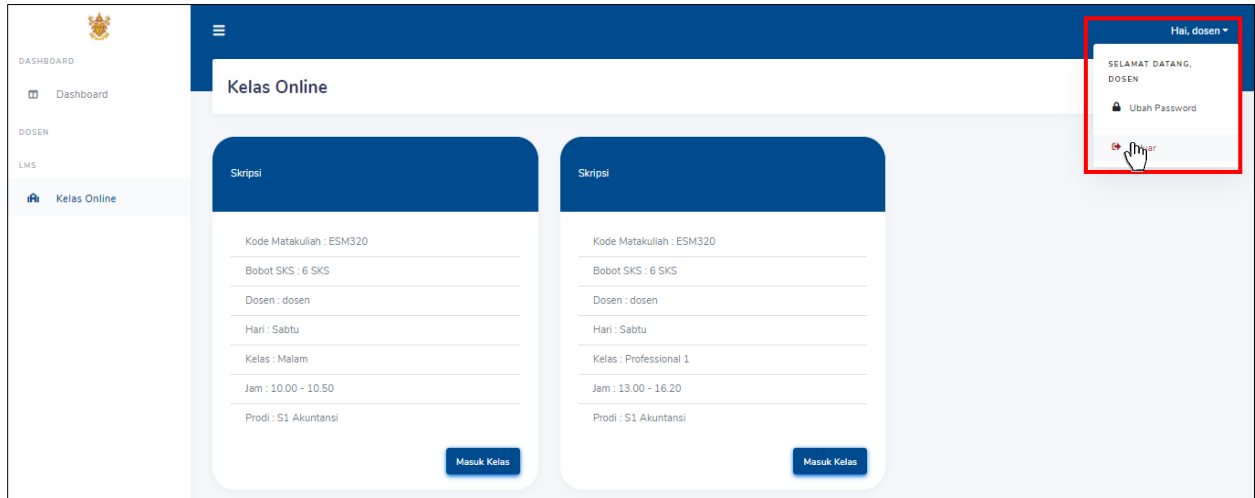 Hai, dosen
DASHBOARD
Dashboard
DOSEN
LMS
Kelas Online
Kelas Online
SELAMAT DATANG,
DOSEN
Ubah Password
Skripsi
Kode Matakuliah : ESM320
Bobot SKS : 6 SKS
Dosen : dosen
Hari : Sabtu
Kelas : Malam
Jam : 10.00 - 10.50
Prodi : S1 Akuntansi
Masuk Kelas
Skripsi
Kode Matakuliah : ESM320
Bobot SKS : 6 SKS
Dosen : dosen
Hari : Sabtu
Kelas : Professional 1
Jam : 13.00 - 16.20
Prodi : S1 Akuntansi
Masuk Kelas